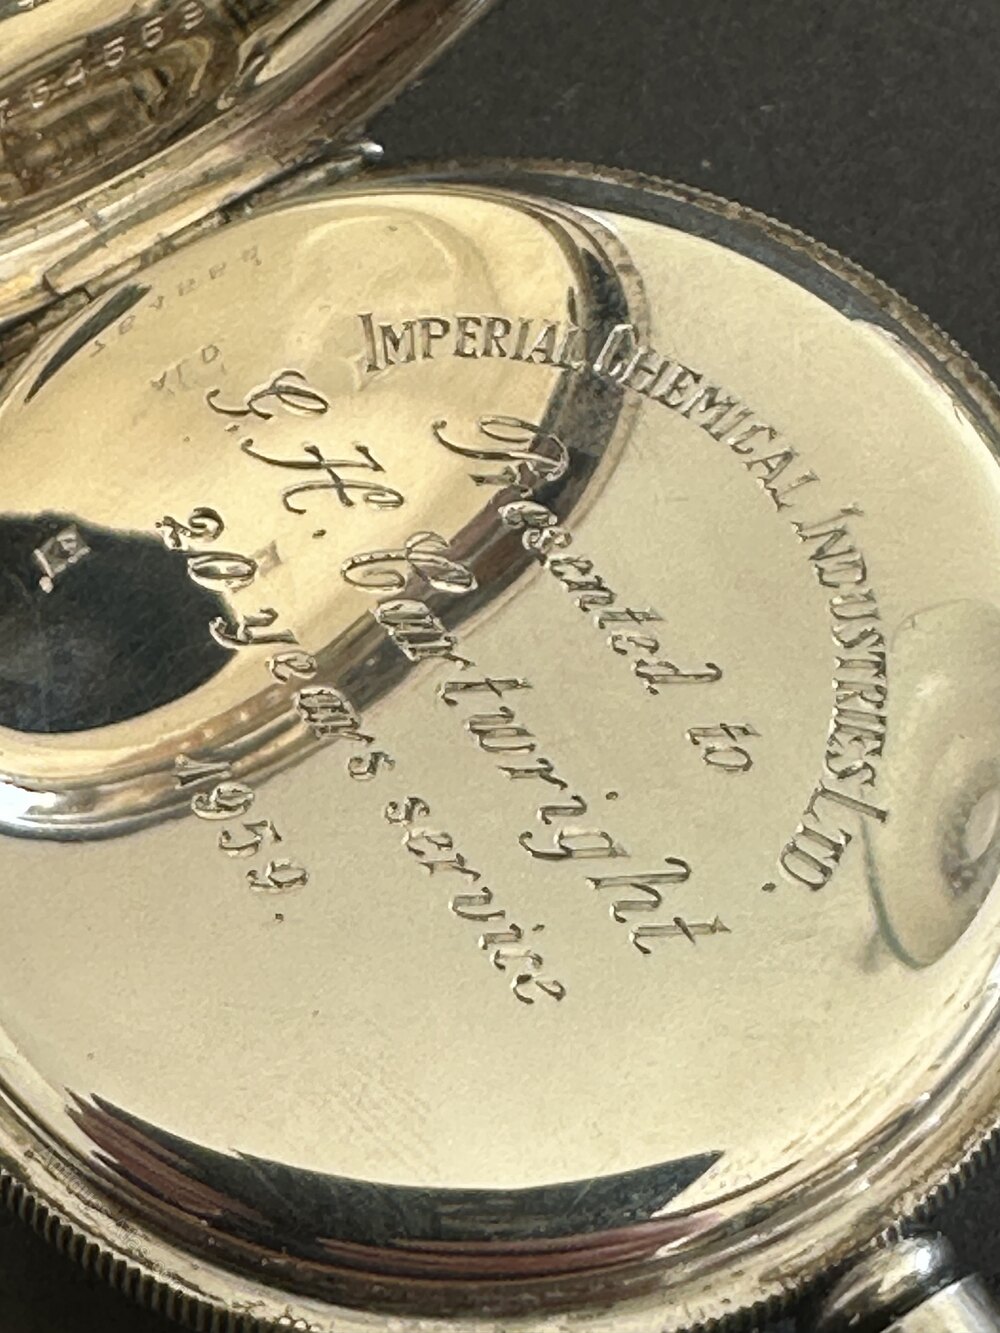 IMPERIAL CHEMICAL INDUSTRIES LTD.
Presented to
G. H. Cartwright
20 years service
1959.